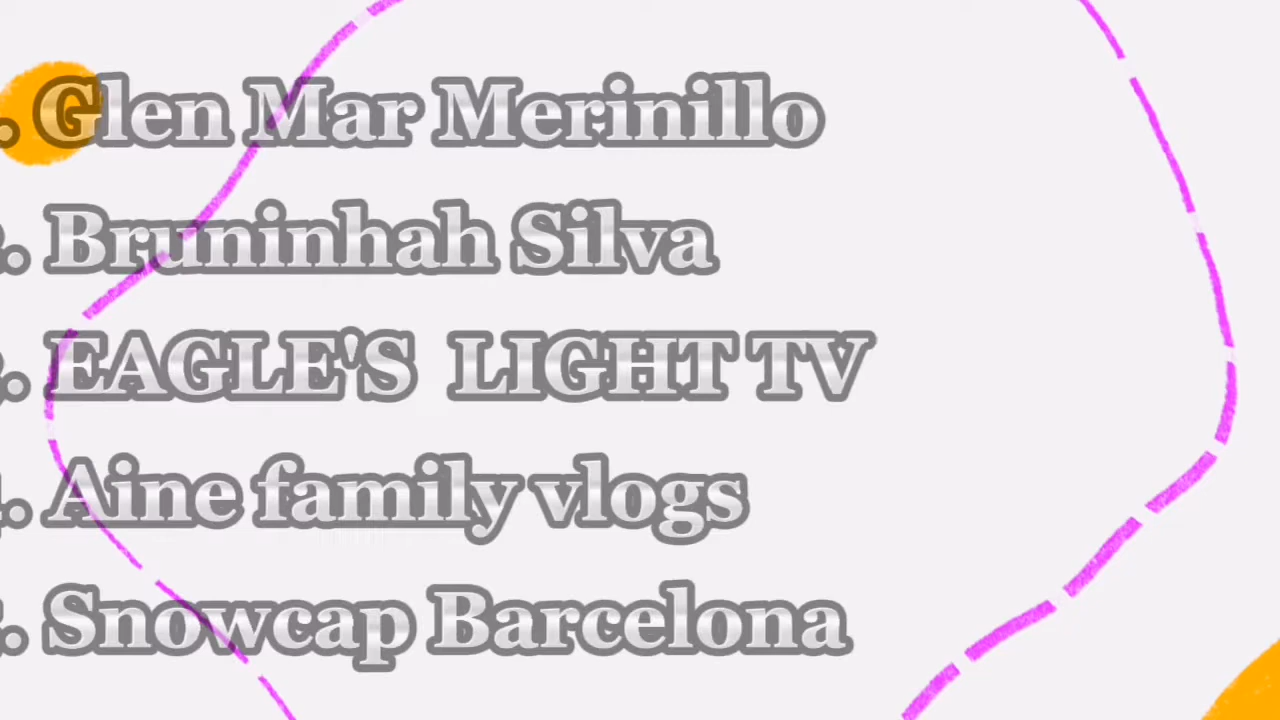 . Glen Mar Merinillo
. Bruninhah Silva
. EAGLE'S LIGHT TV
. Aine family vlogs
. Snowcap Barcelona